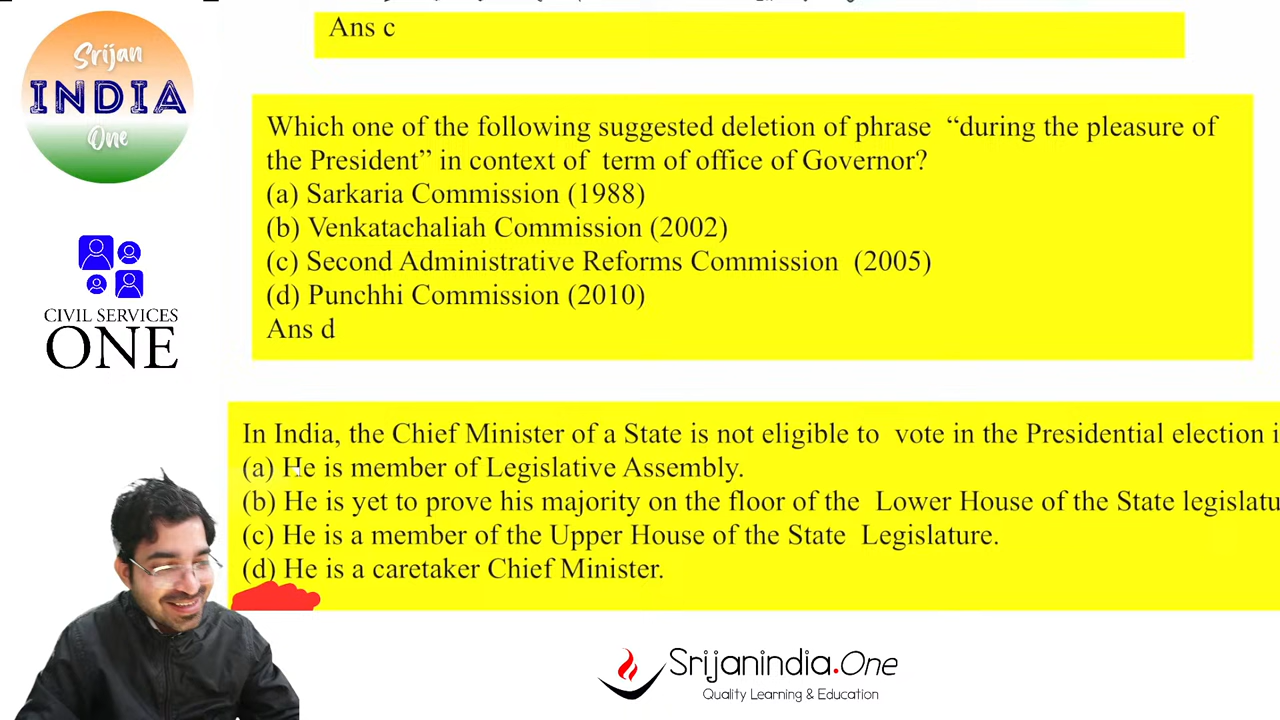 Ans c
Srijan
INDIA
One
Which one of the following suggested deletion of phrase “during the pleasure of
the President” in context of term of office of Governor?
(a) Sarkaria Commission (1988)
(b) Venkatachaliah Commission (2002)
(c) Second Administrative Reforms Commission (2005)
(d) Punchhi Commission (2010)
Ans d
CIVIL SERVICES
ONE
In India, the Chief Minister of a State is not eligible to vote in the Presidential election i
(a) He is member of Legislative Assembly.
(b) He is yet to prove his majority on the floor of the Lower House of the State legislatu
(c) He is a member of the Upper House of the State Legislature.
(d) He is a caretaker Chief Minister.
Srijanindia.One
Quality Learning & Education